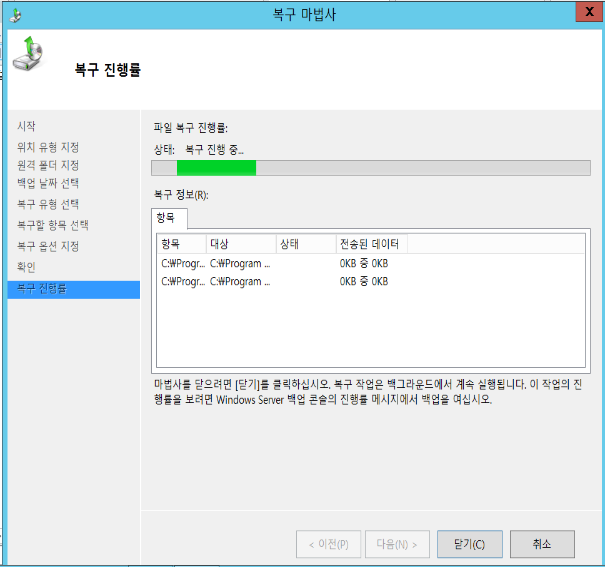 복구 마법사
X
복구 진행률
시작
위치 유형 지정
원격 폴더 지정
백업 날짜 선택
복구 유형 선택
복구할 항목 선택
복구 옵션 지정
확인
복구 진행률
파일 복구 진행률:
상태: 복구 진행 중...
복구 정보(R):
항목
항목 대상 상태 전송된 데이터
C:₩Progr... C:₩Program ... 0KB 중 0KB
C:₩Progr... C:₩Program ... 0KB 중 0KB
마법사를 닫으려면 [닫기]를 클릭하십시오. 복구 작업은 백그라운드에서 계속 실행됩니다. 이 작업의 진
행률을 보려면 Windows Server 백업 콘솔의 진행률 메시지에서 백업을 여십시오.
< 이전(P) 다음(N) > 닫기(C) 취소